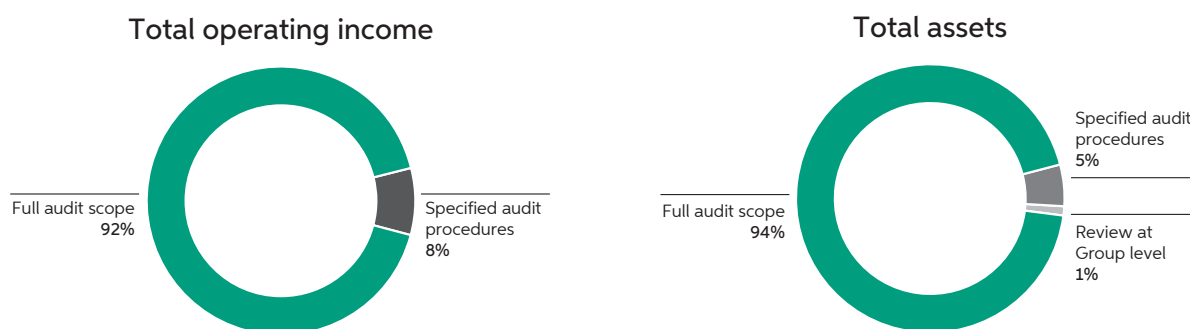 Total operating income
Full audit scope
92%
Specified audit
procedures
8%
Total assets
Full audit scope
94%
Specified audit
procedures
5%
Review at
Group level
1%